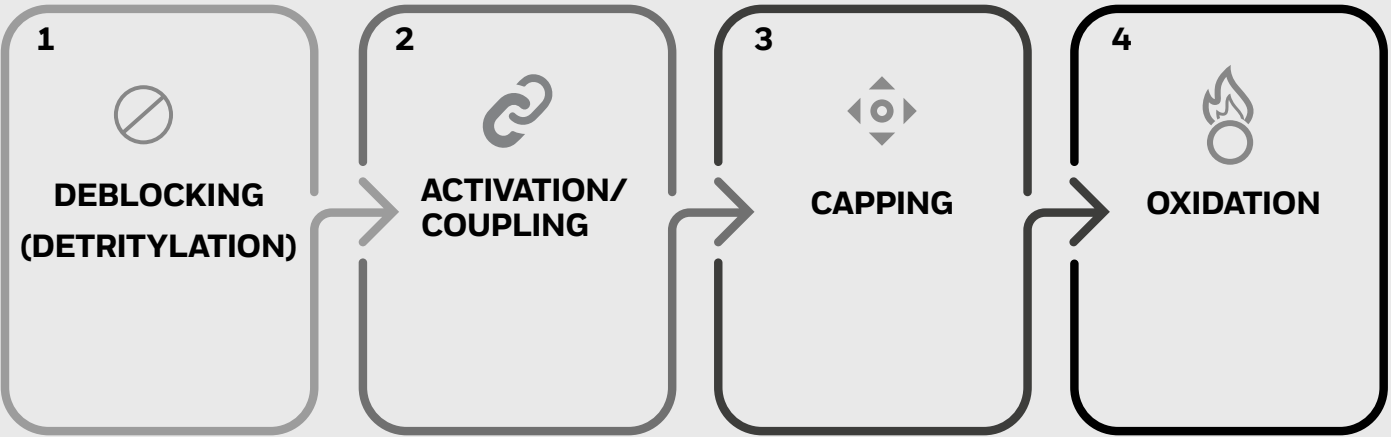 1
DEBLOCKING
(DETRITYLATION)
2
ACTIVATION/
COUPLING
3
CAPPING
4
OXIDATION